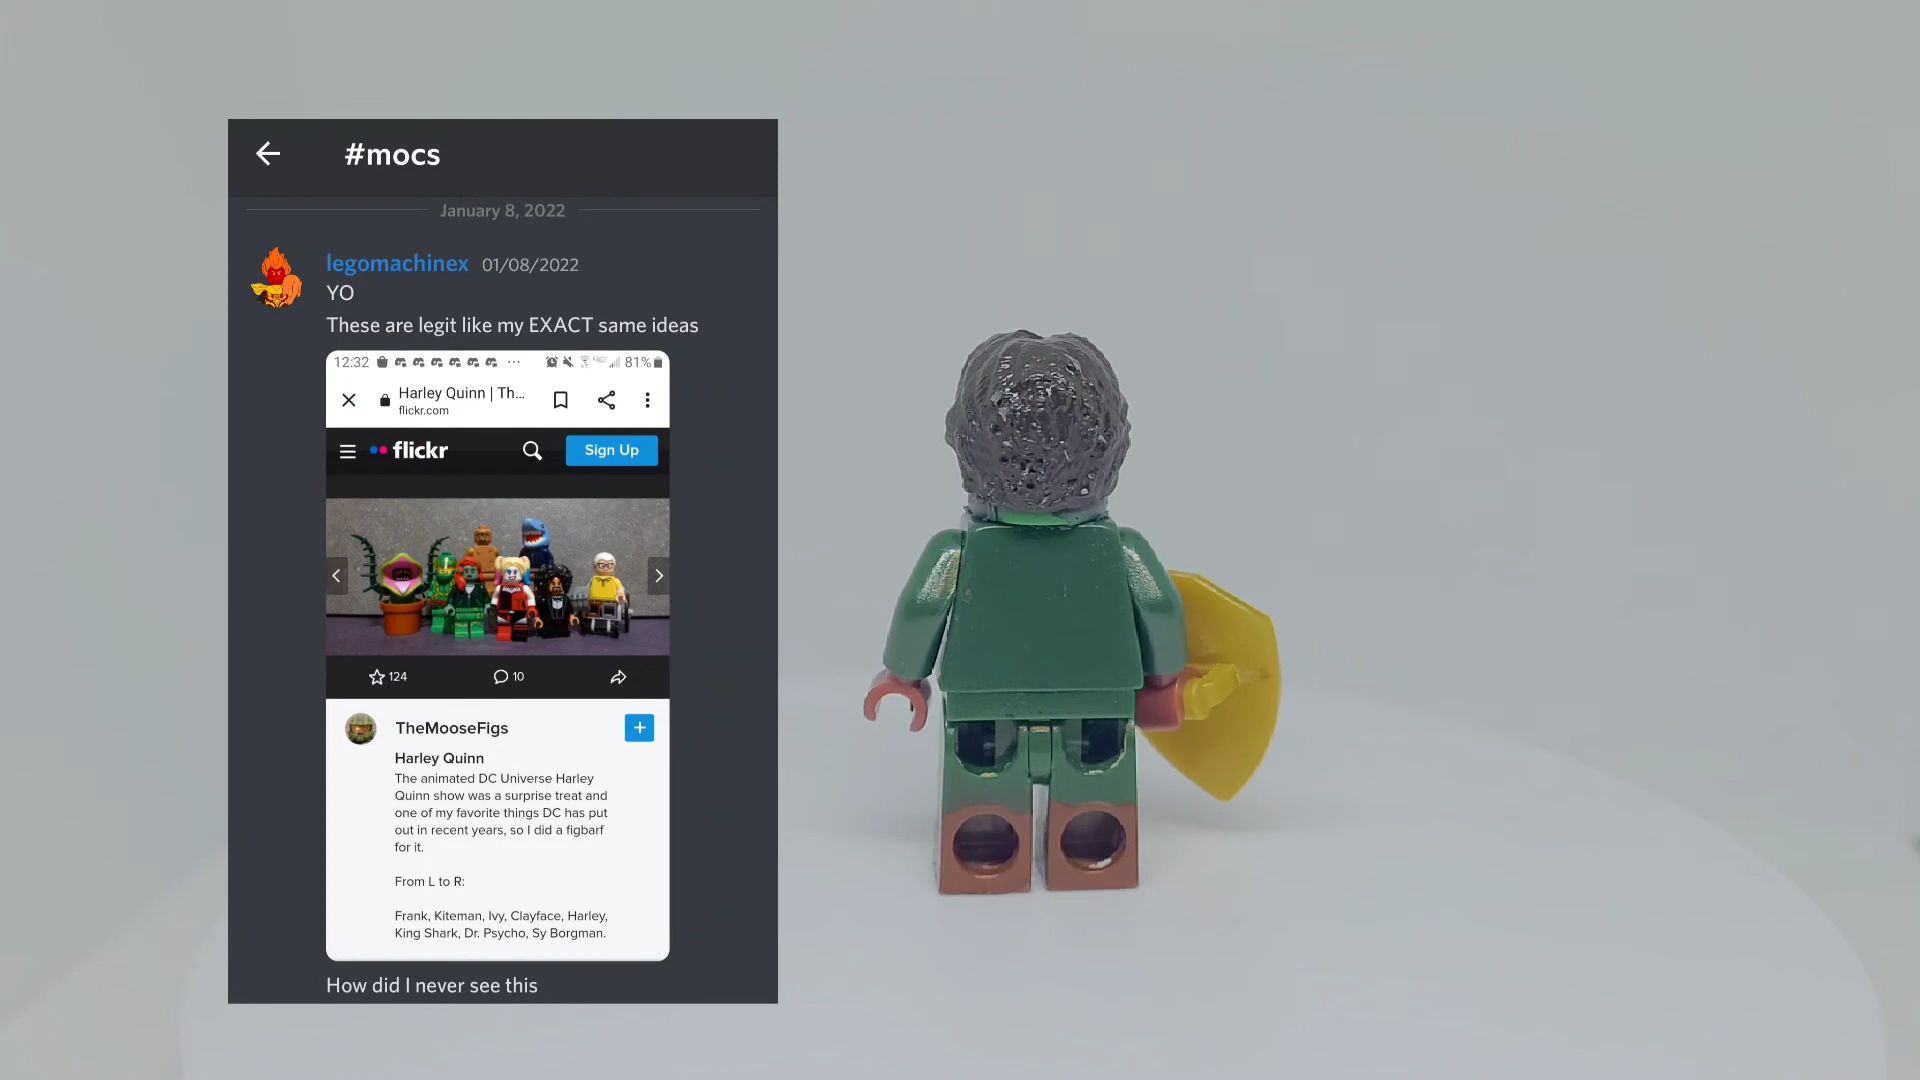 #mocs
January 8, 2022
legomachinex 01/08/2022
YO
These are legit like my EXACT same ideas
12:32 ... 81%
Harley Quinn | Th...
flickr.com
flickr Sign Up
124 10
TheMooseFigs
Harley Quinn
The animated DC Universe Harley
Quinn show was a surprise treat and
one of my favorite things DC has put
out in recent years, so I did a figbarf
for it.
From L to R:
Frank, Kiteman, Ivy, Clayface, Harley,
King Shark, Dr. Psycho, Sy Borgman.
How did I never see this